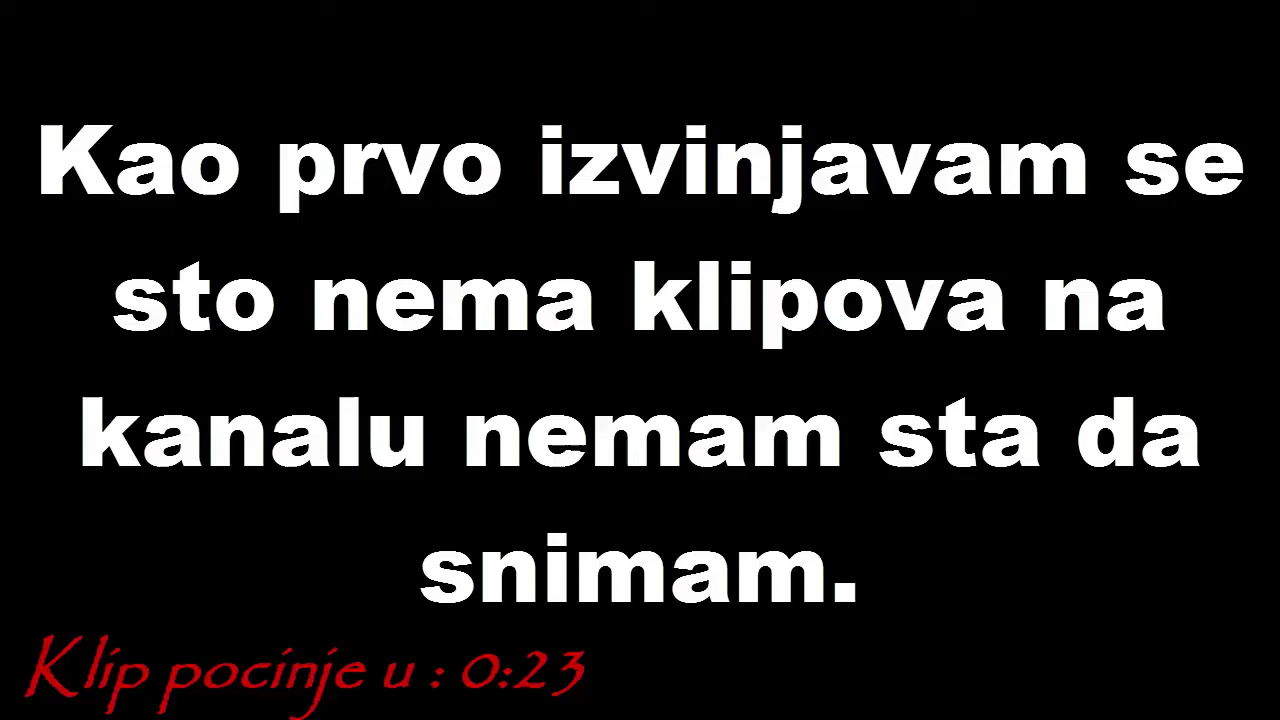 Kao prvo izvinjavam se
sto nema klipova na
kanalu nemam sta da
snimam.
Klip pocinje u : 0:23